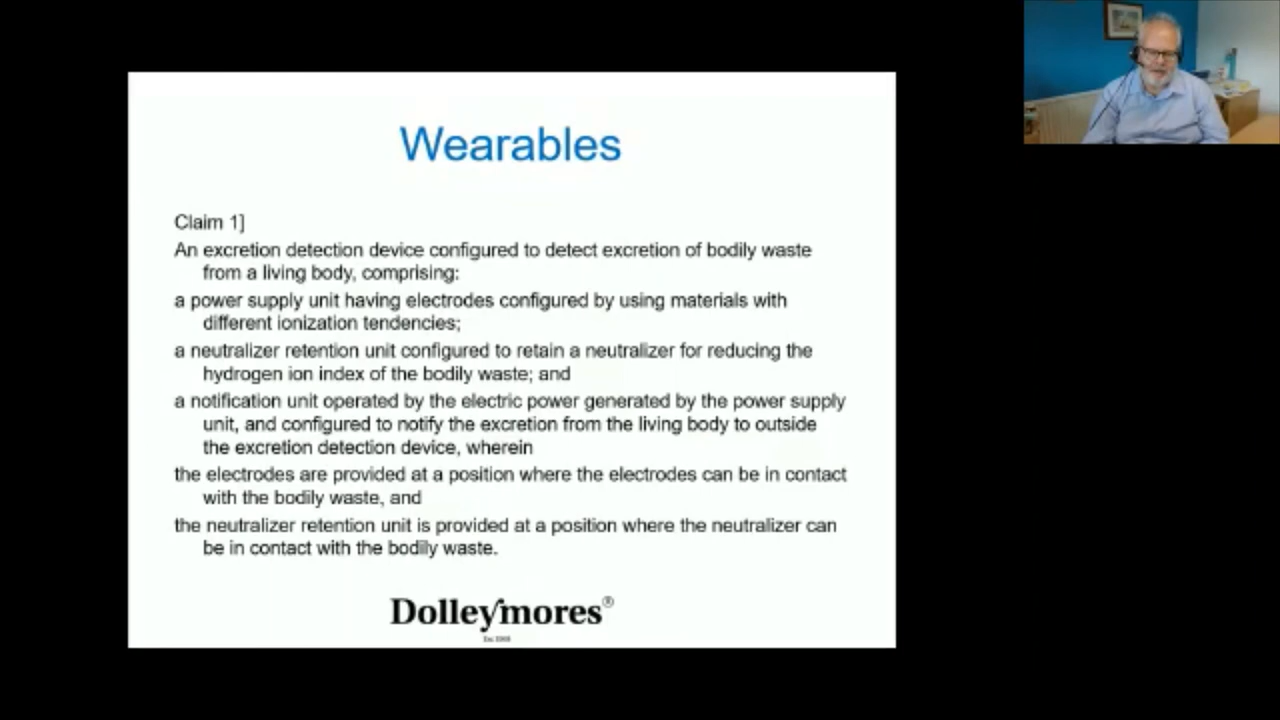 Wearables
Claim 1]
An excretion detection device configured to detect excretion of bodily waste
from a living body, comprising:
a power supply unit having electrodes configured by using materials with
different ionization tendencies;
a neutralizer retention unit configured to retain a neutralizer for reducing the
hydrogen ion index of the bodily waste; and
a notification unit operated by the electric power generated by the power supply
unit, and configured to notify the excretion from the living body to outside
the excretion detection device, wherein
the electrodes are provided at a position where the electrodes can be in contact
with the bodily waste, and
the neutralizer retention unit is provided at a position where the neutralizer can
be in contact with the bodily waste.
Dolleymores®